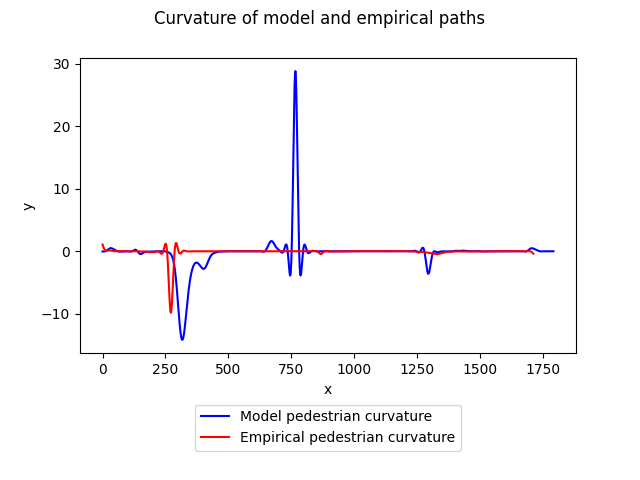 Curvature of model and empirical paths
30
20
10
0
−10
y
0 250 500 750 1000 1250 1500 1750
x
Model pedestrian curvature
Empirical pedestrian curvature